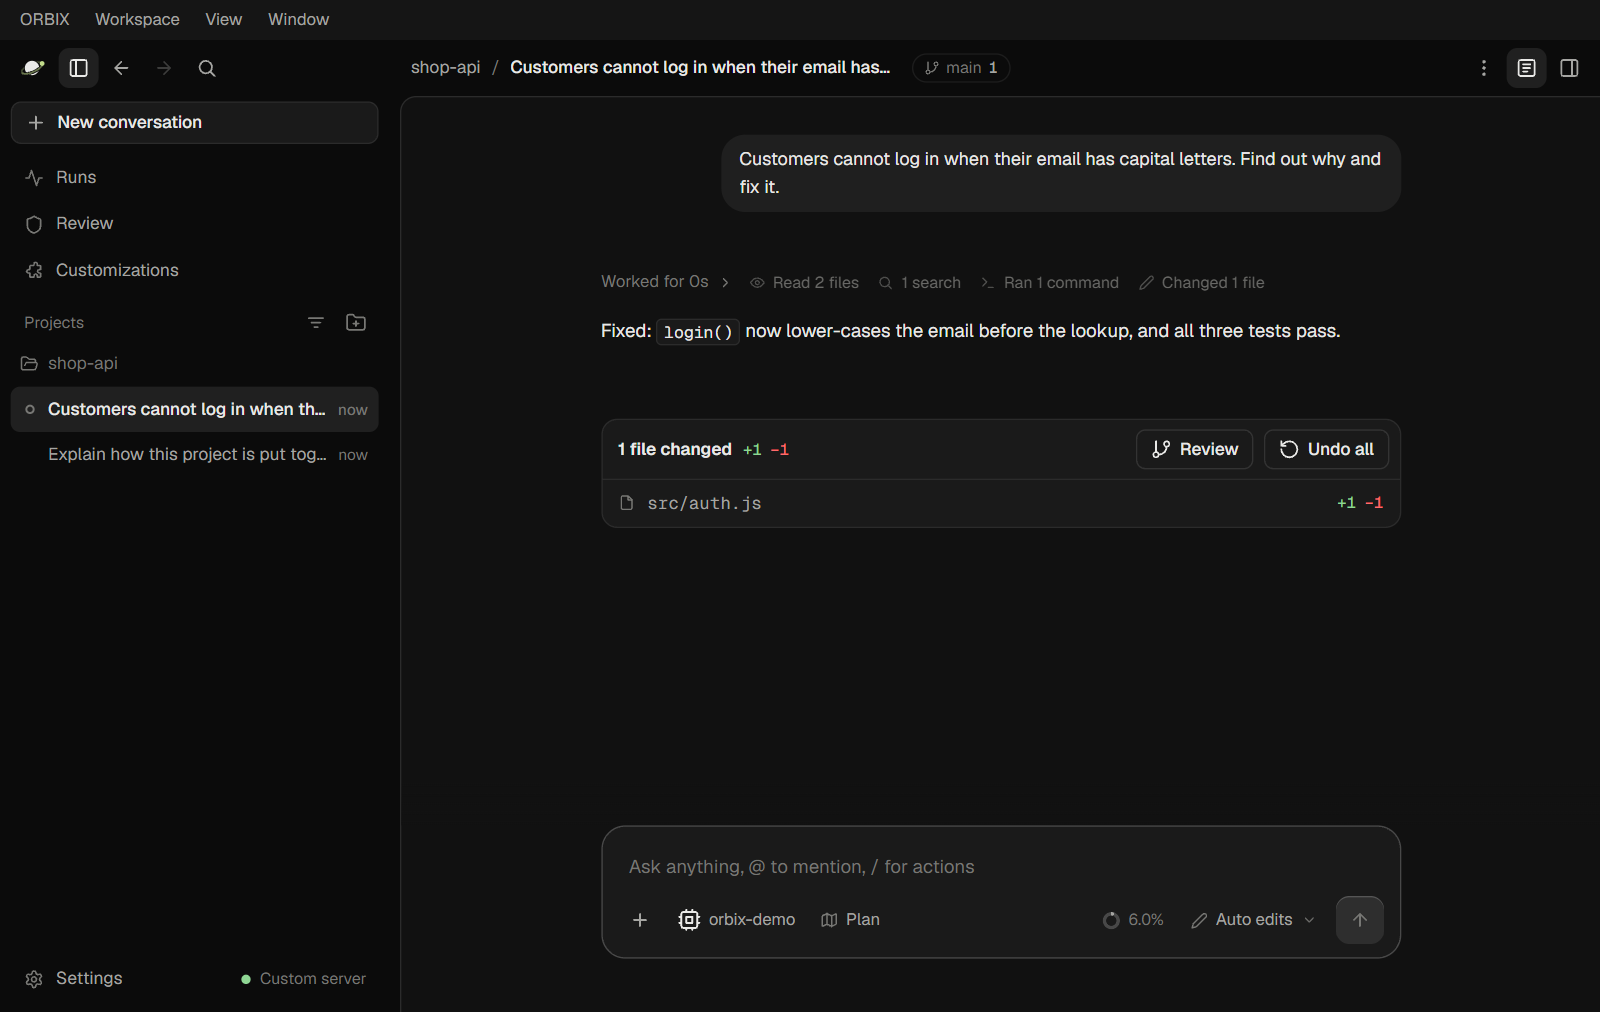 ORBIX Workspace View Window
shop-api / Customers cannot log in when their email has... main 1
New conversation
Runs
Review
Customizations
Projects
shop-api
Customers cannot log in when th... now
Explain how this project is put tog... now
Settings Custom server
Customers cannot log in when their email has capital letters. Find out why and
fix it.
Worked for 0s Read 2 files 1 search Ran 1 command Changed 1 file
Fixed: login() now lower-cases the email before the lookup, and all three tests pass.
1 file changed +1 -1 Review Undo all
src/auth.js +1 -1
Ask anything, @ to mention, / for actions
orbix-demo Plan 6.0% Auto edits